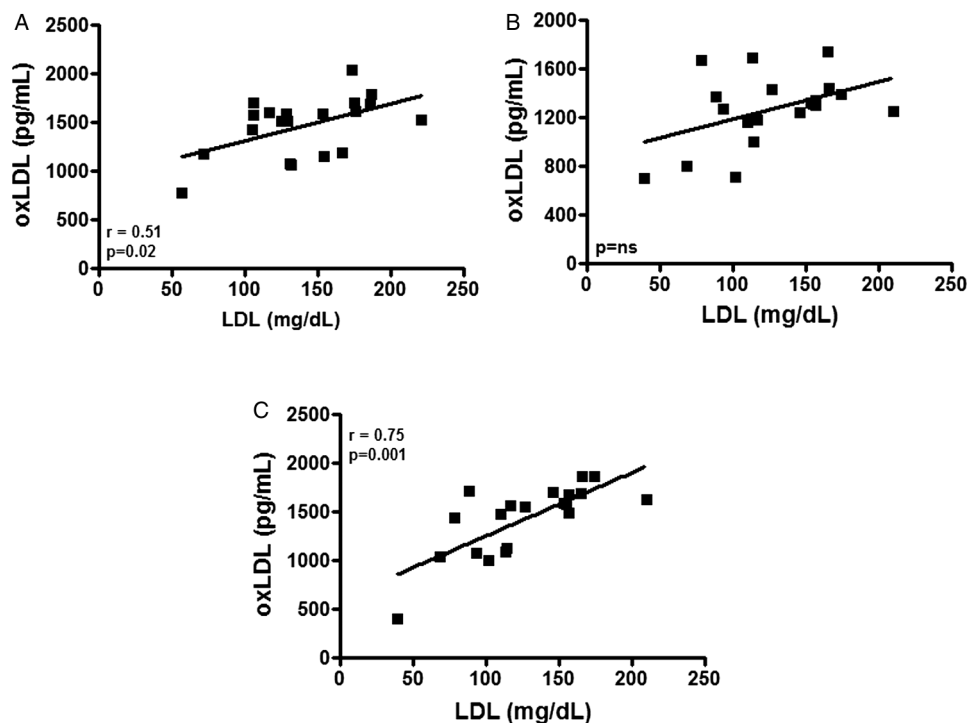 A
2500
2000
1500
1000
500
0
oxLDL (pg/mL)
r = 0.51
p=0.02
0 50 100 150 200 250
LDL (mg/dL)
B
2000
1600
1200
800
400
0
oxLDL (pg/mL)
p=ns
0 50 100 150 200 250
LDL (mg/dL)
C
2500
2000
1500
1000
500
0
oxLDL (pg/mL)
r = 0.75
p=0.001
0 50 100 150 200 250
LDL (mg/dL)